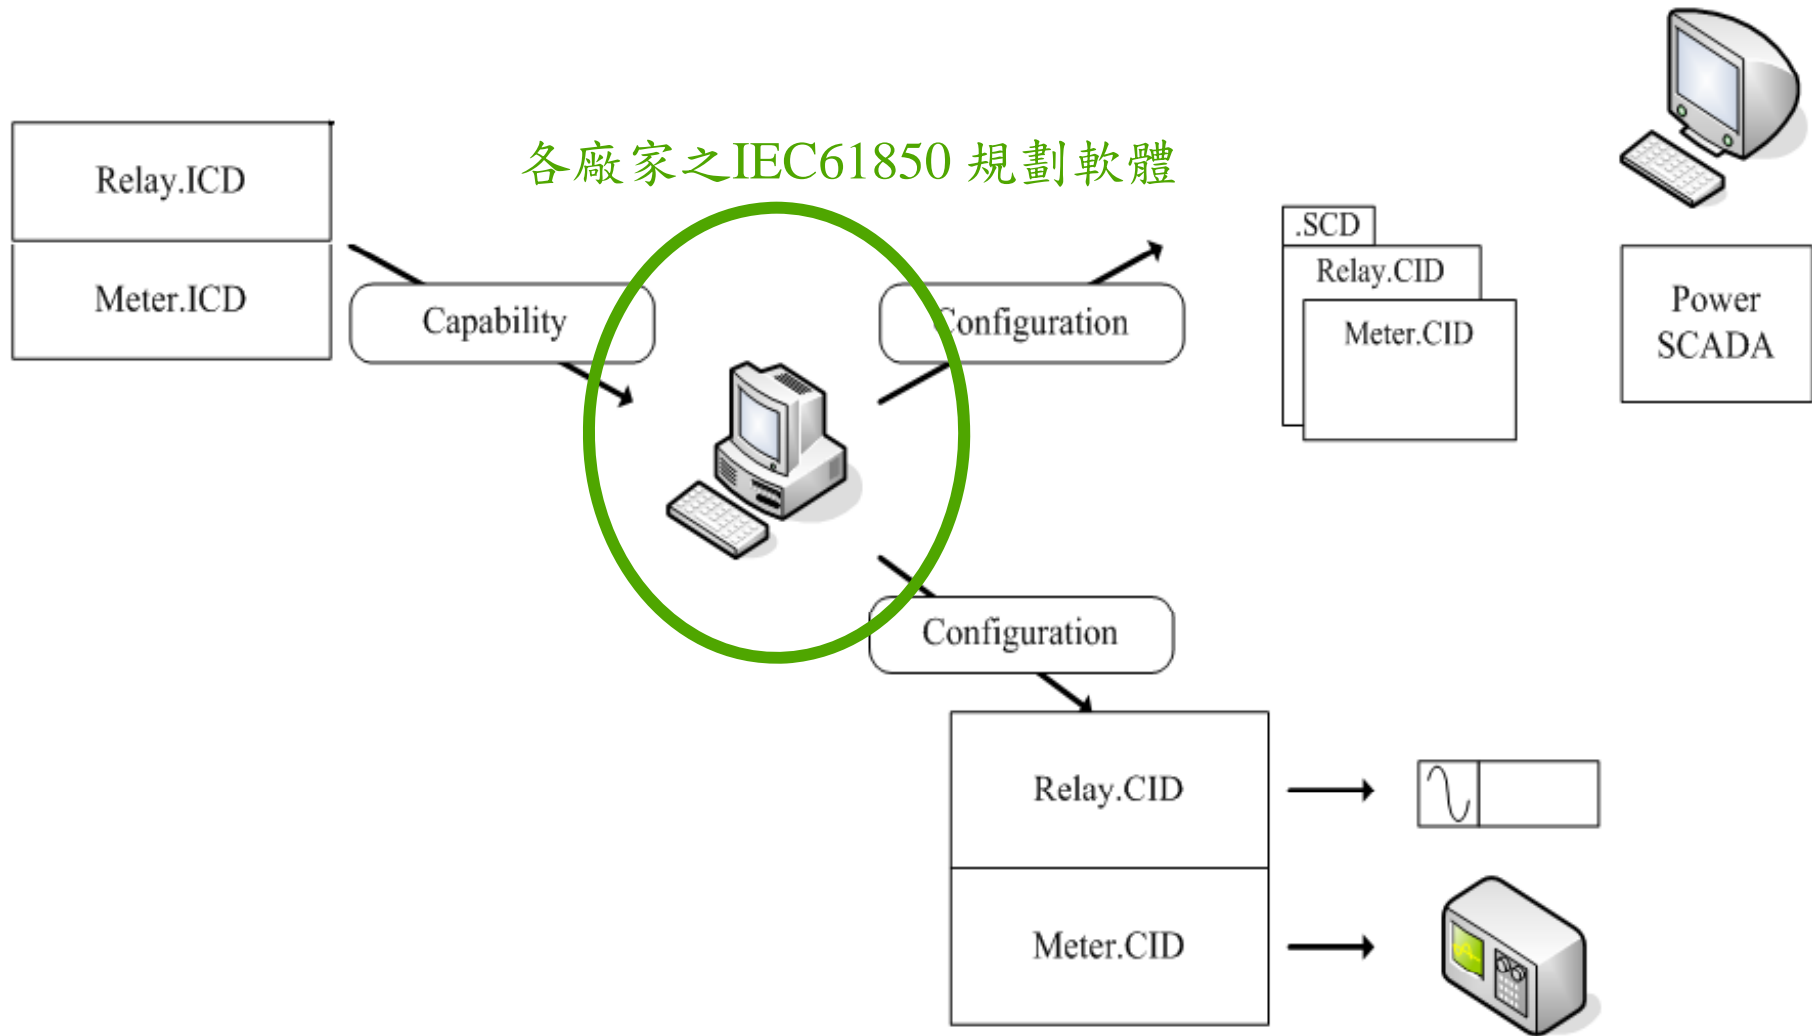 各廠家之IEC61850 規劃軟體
Relay.ICD
Meter.ICD
Capability
Configuration
.SCD
Relay.CID
Meter.CID
Power
SCADA
Configuration
Relay.CID
Meter.CID